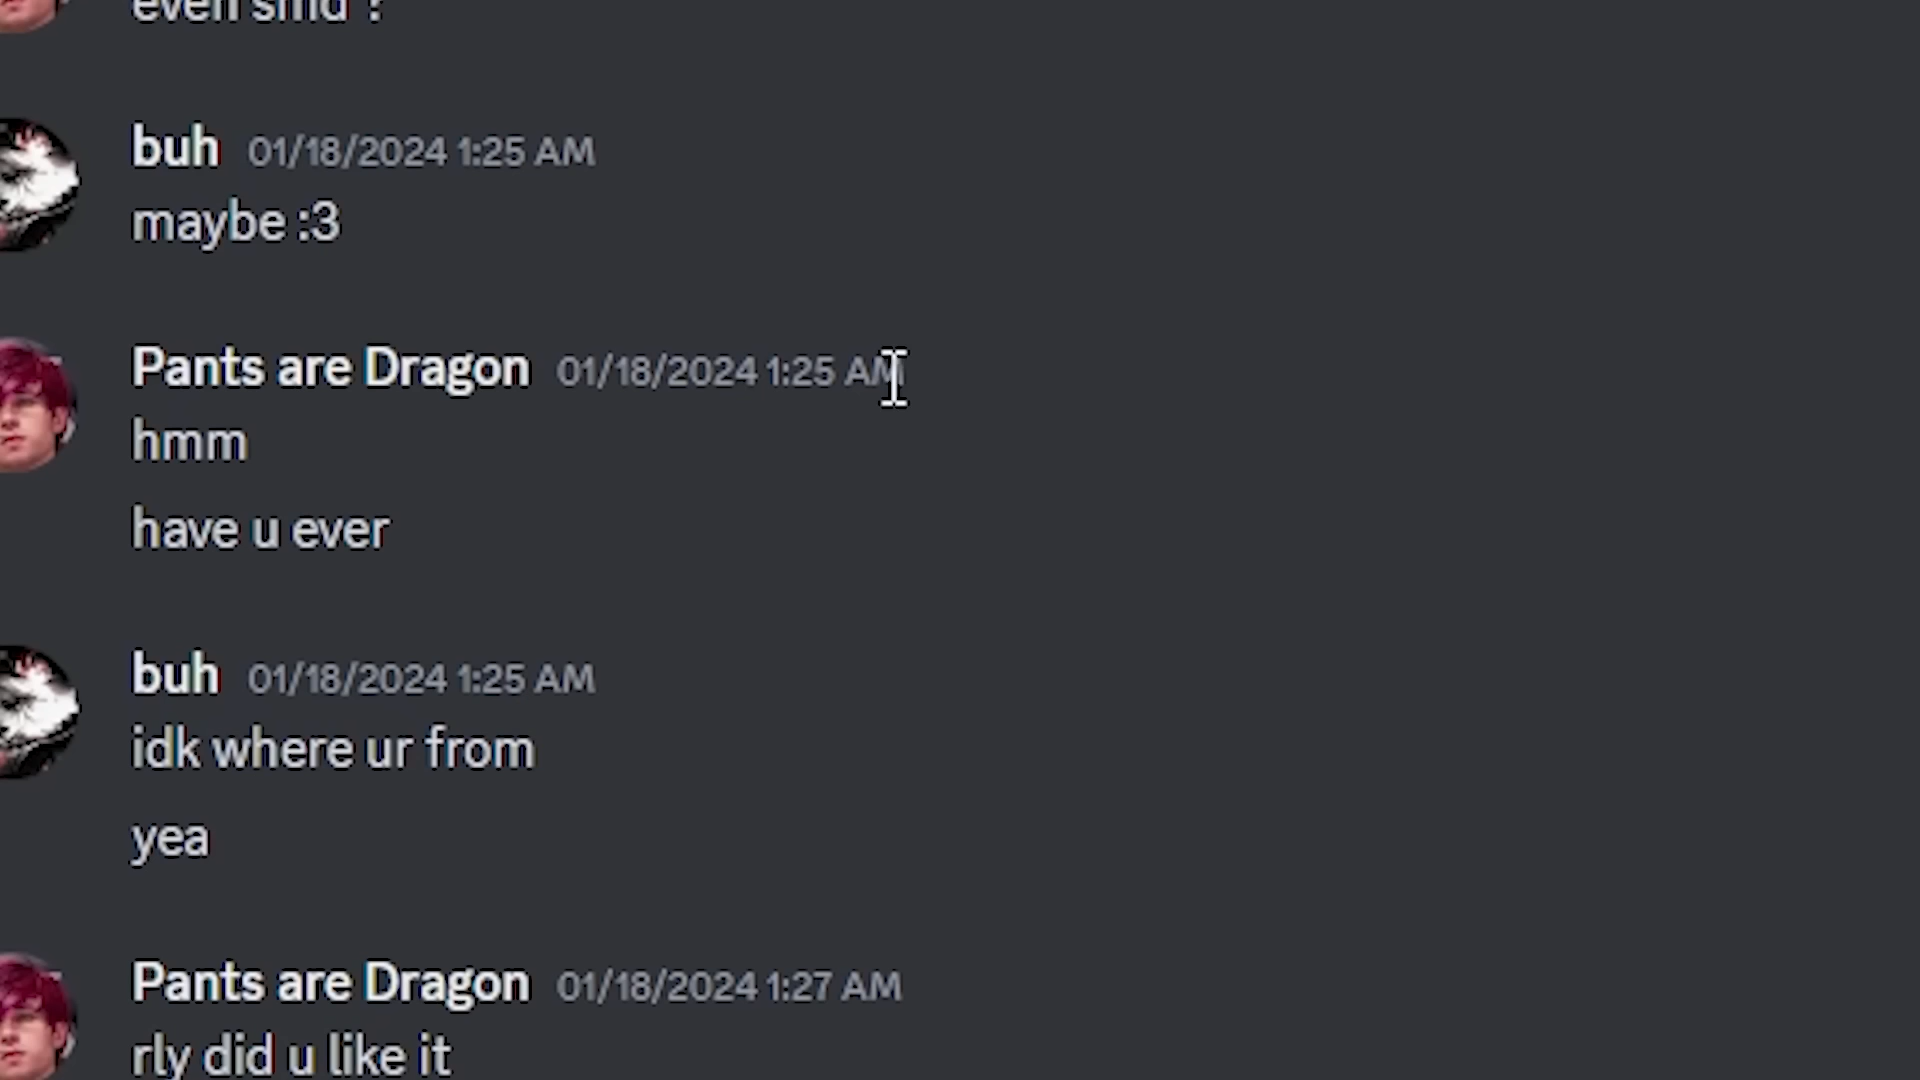 even smd ?
buh 01/18/2024 1:25 AM
maybe :3
Pants are Dragon 01/18/2024 1:25 AM
hmm
have u ever
buh 01/18/2024 1:25 AM
idk where ur from
yea
Pants are Dragon 01/18/2024 1:27 AM
rly did u like it